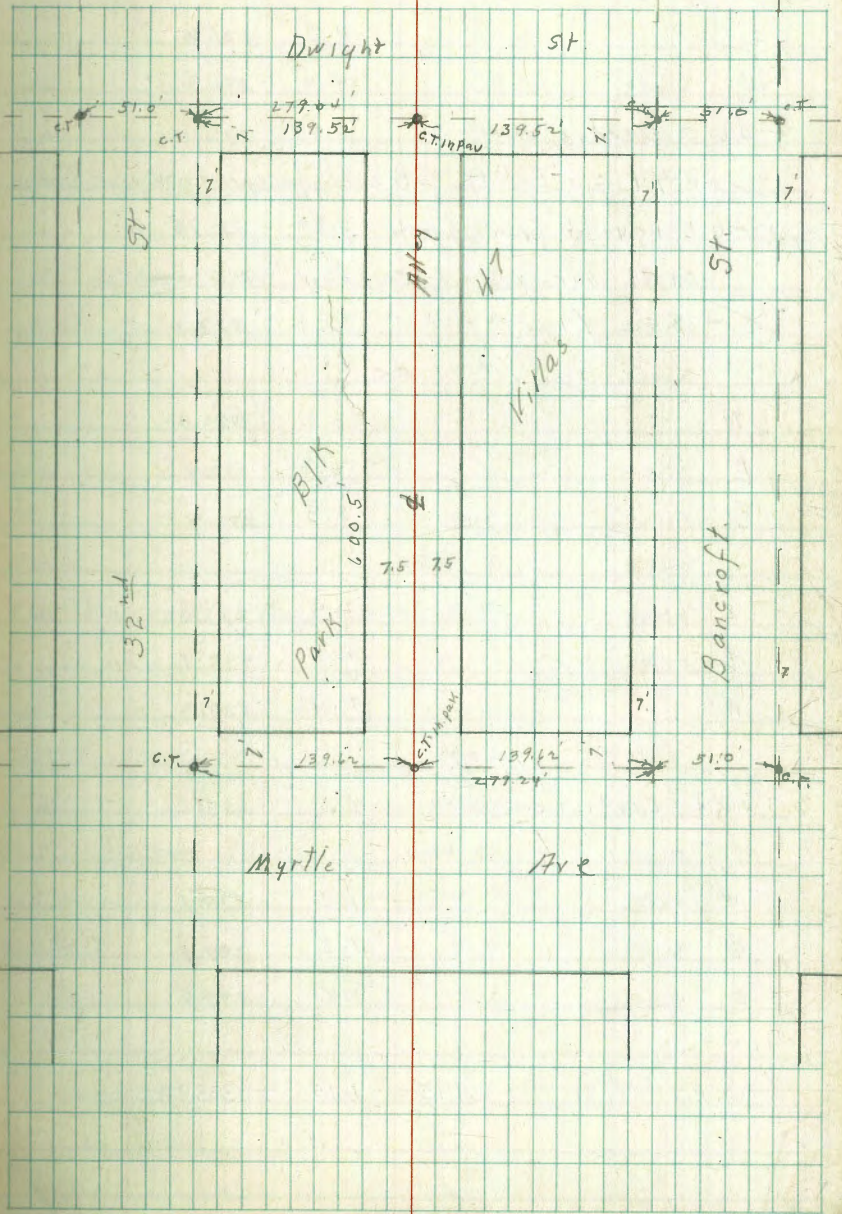 Dwight St.
C.T. 51.0' C.T. 279.04' C.T. 51.0' C.T.
139.52' C.T. in Pav 139.52'
7' 7'
7' 7' 7'
St. Alley 47 St.
Villas
Blk
600.5' ℄
7.5 7.5
32nd Bancroft.
Park
7' C.T. in pav 7' 7
C.T. 7' 139.62' 139.62' 7 51.0' C.T.
279.24'
Myrtle Ave